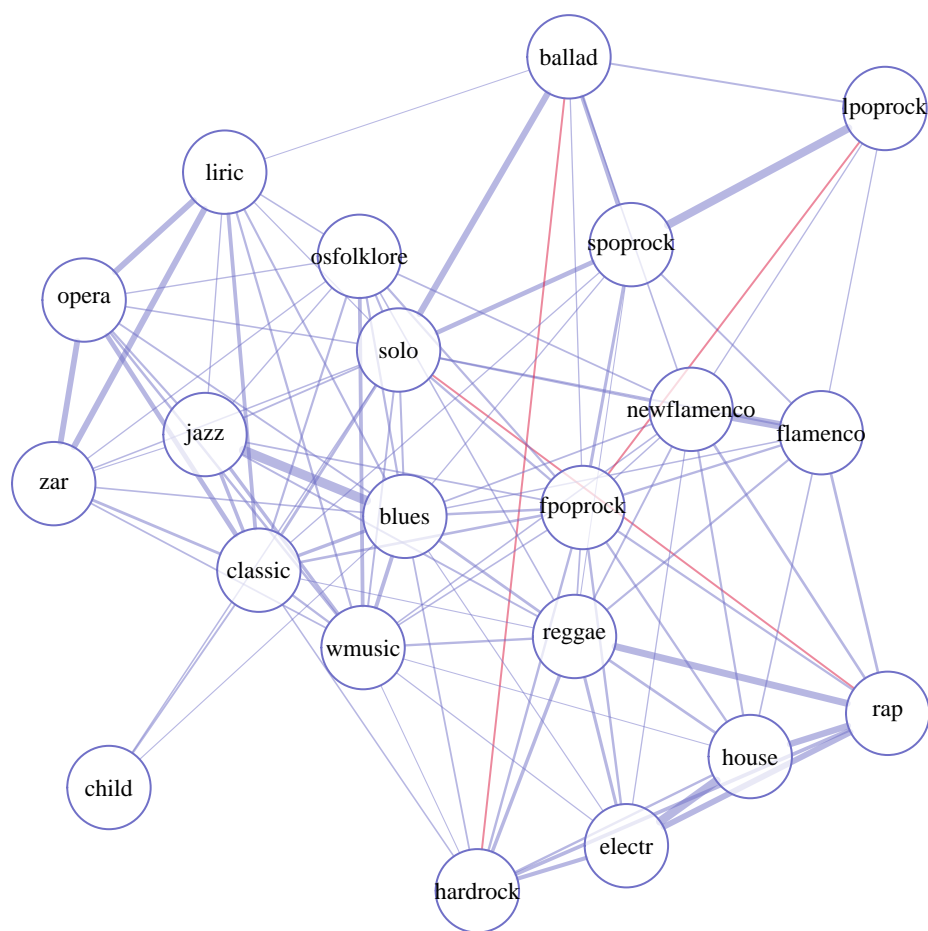 ballad
lpoprock
liric
spoprock
osfolklore
opera
solo
newflamenco
flamenco
jazz
zar
fpoprock
blues
classic
reggae
wmusic
rap
house
child
electr
hardrock